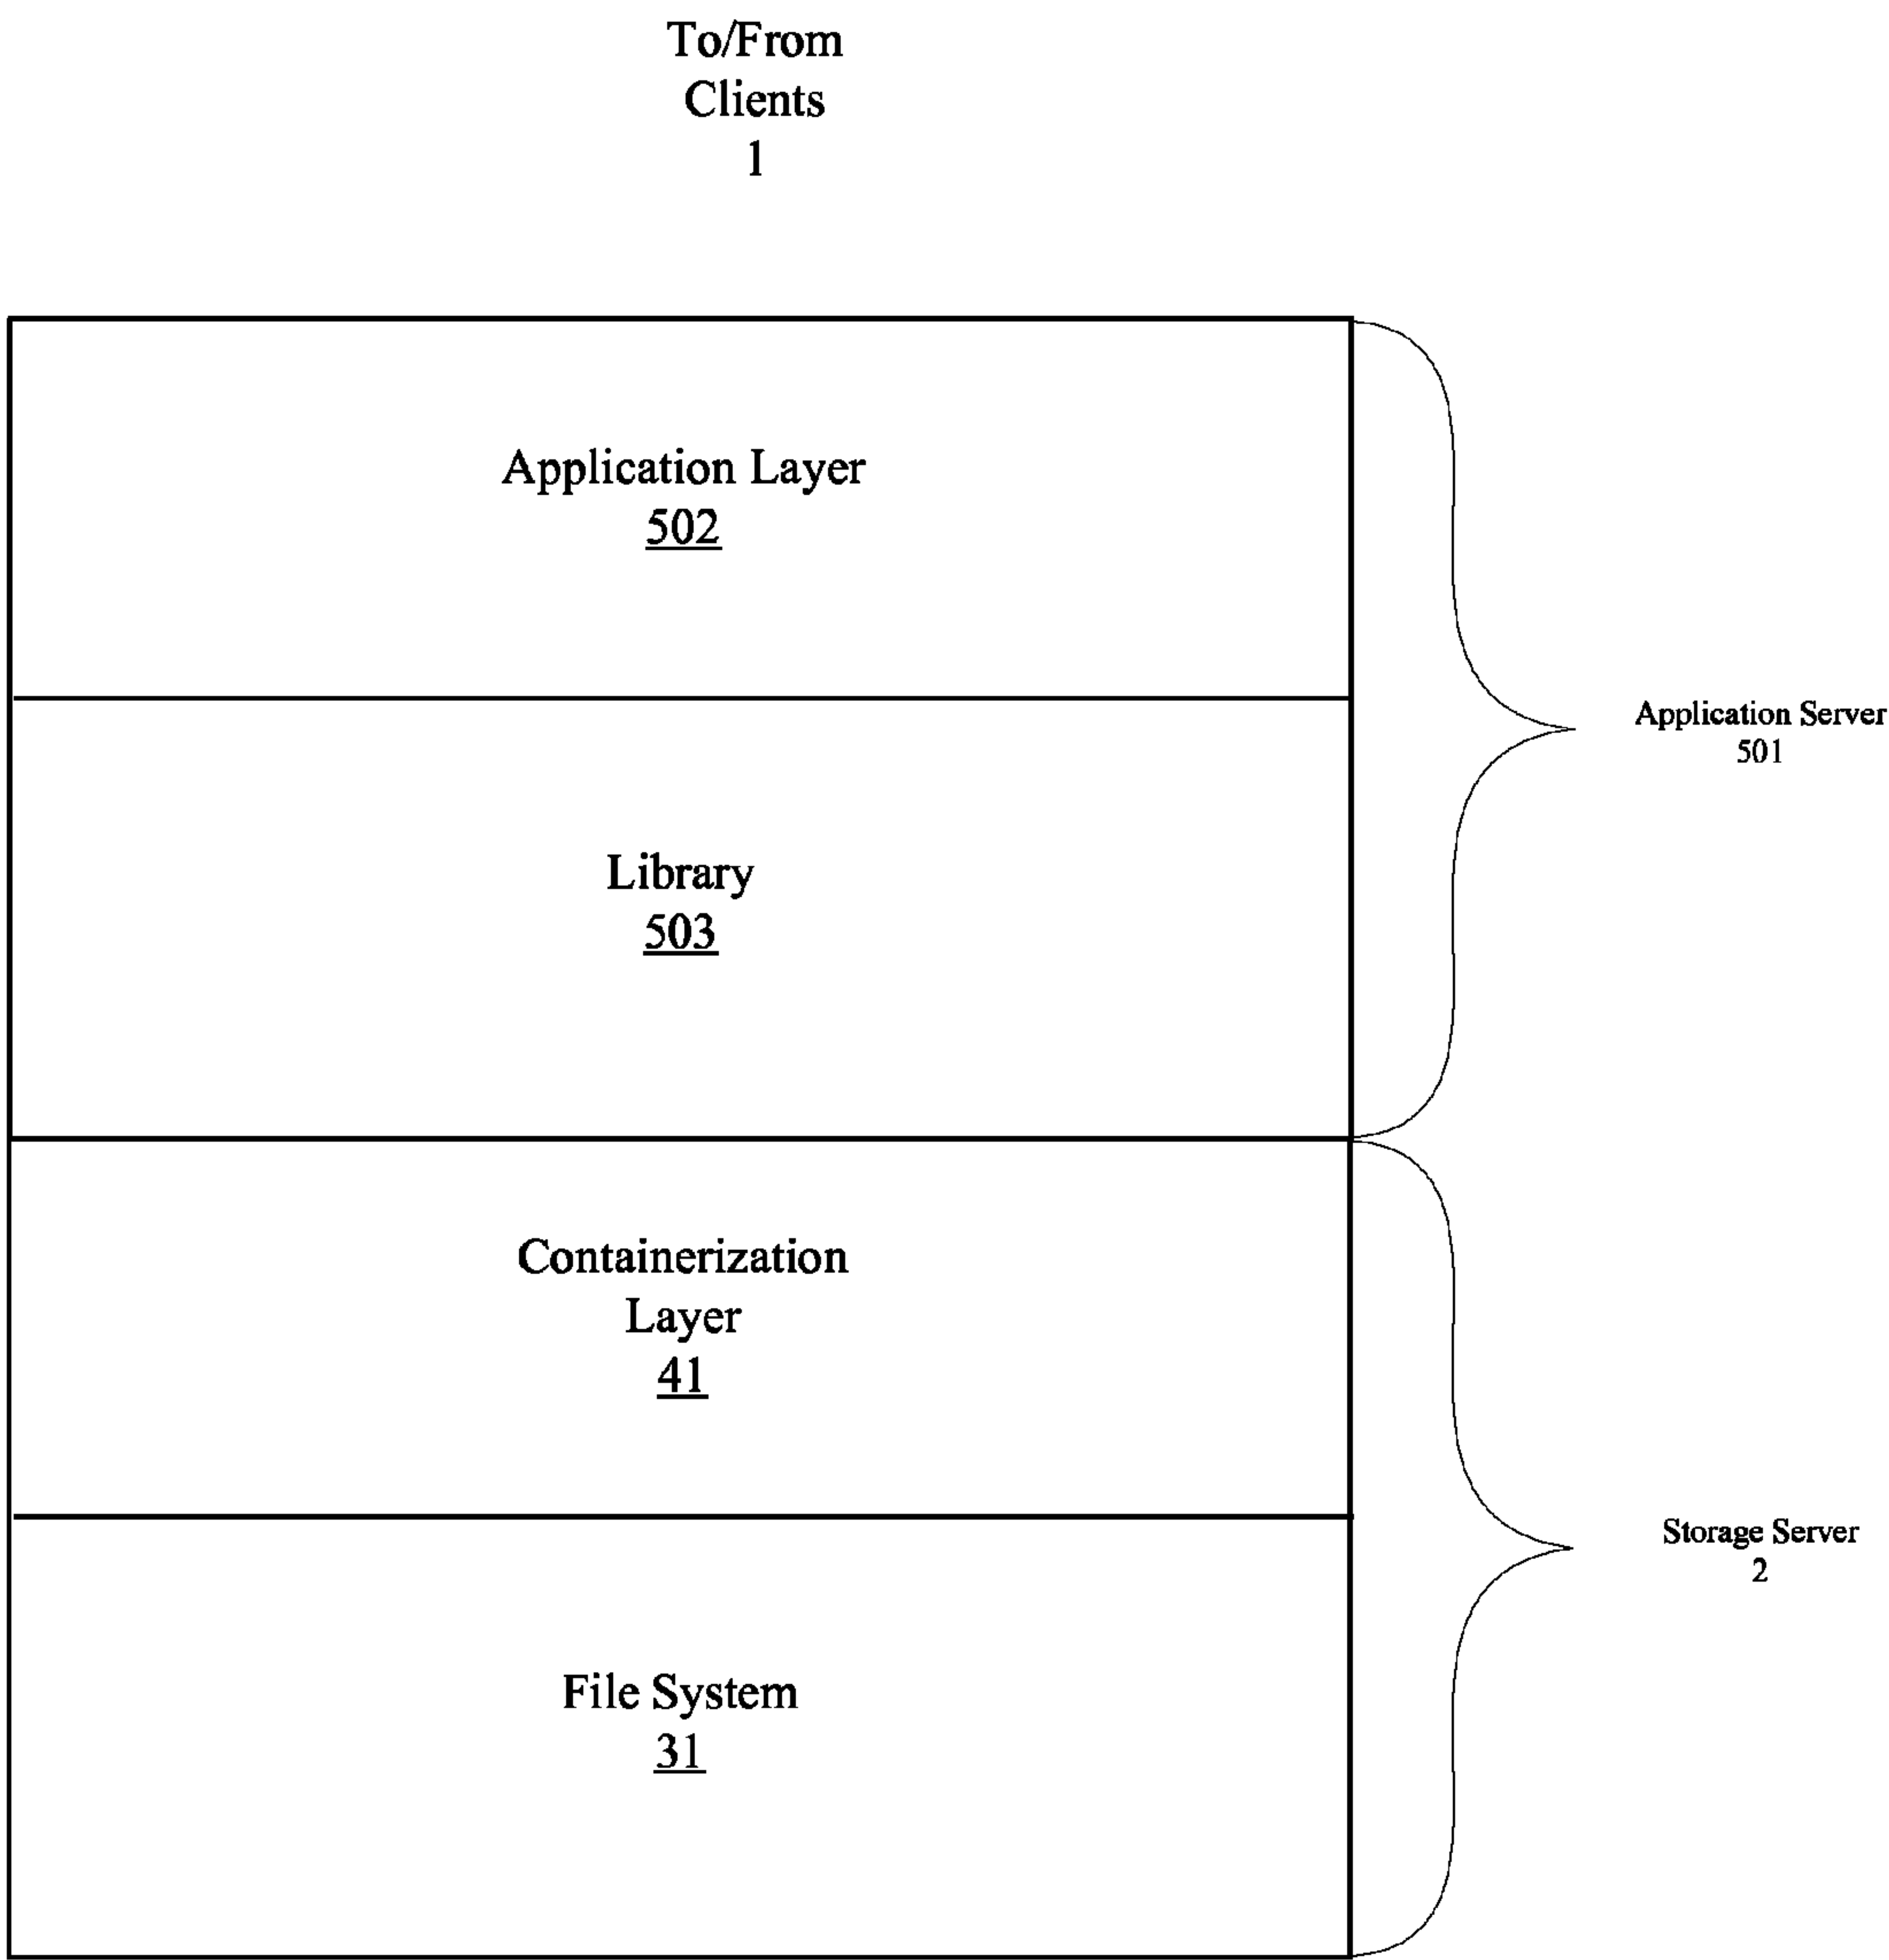 To/From
Clients
1
Application Layer
502
Application Server
501
Library
503
Containerization
Layer
41
Storage Server
2
File System
31